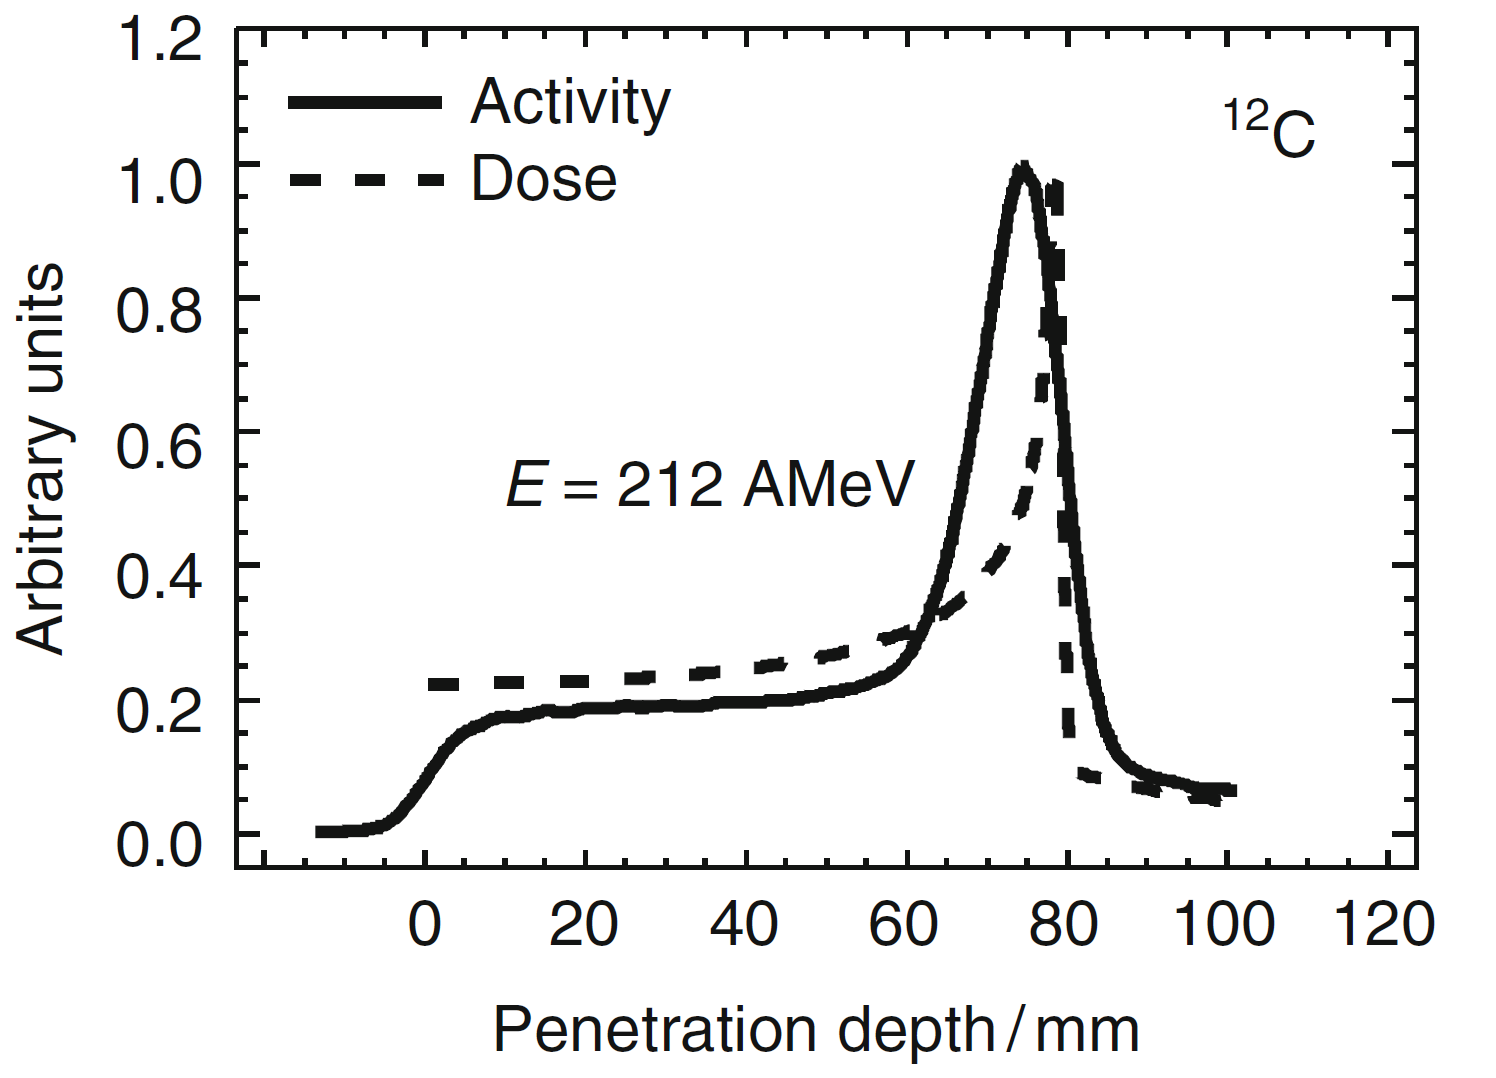 1.2
1.0
0.8
0.6
0.4
0.2
0.0
Arbitrary units
Activity
Dose
¹²C
E = 212 AMeV
0 20 40 60 80 100 120
Penetration depth / mm